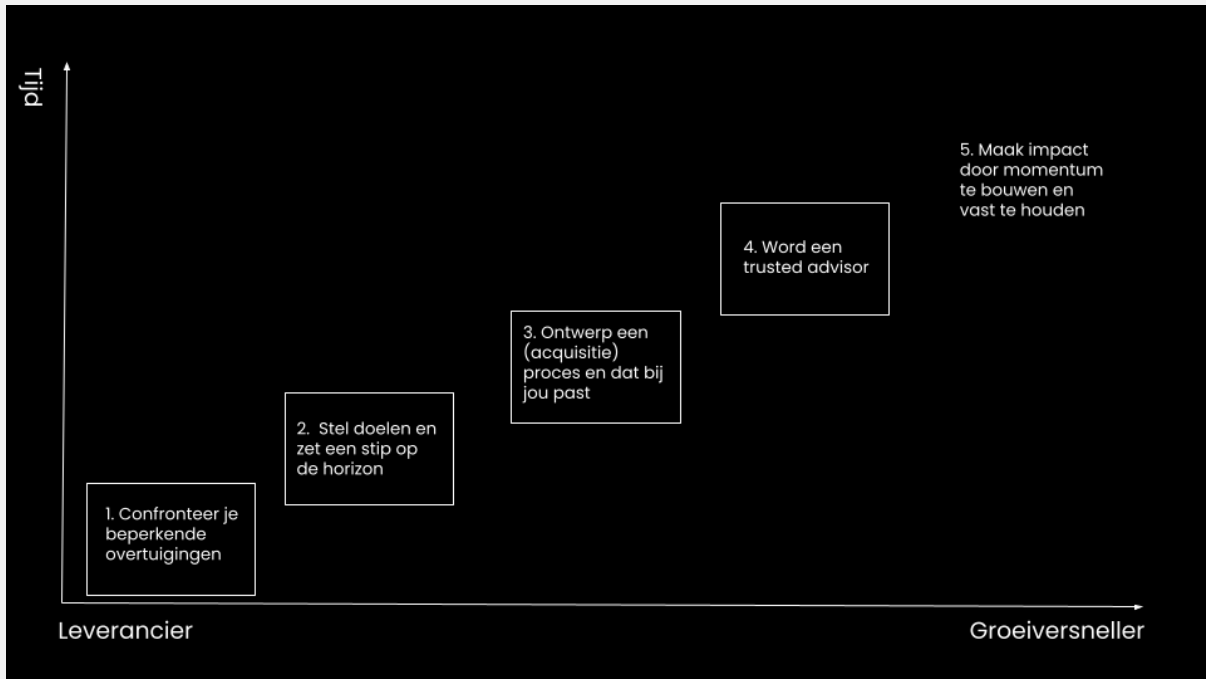 Tijd
5. Maak impact
door momentum
te bouwen en
vast te houden
4. Word een
trusted advisor
3. Ontwerp een
(acquisitie)
proces en dat bij
jou past
2. Stel doelen en
zet een stip op
de horizon
1. Confronteer je
beperkende
overtuigingen
Leverancier
Groeiversneller